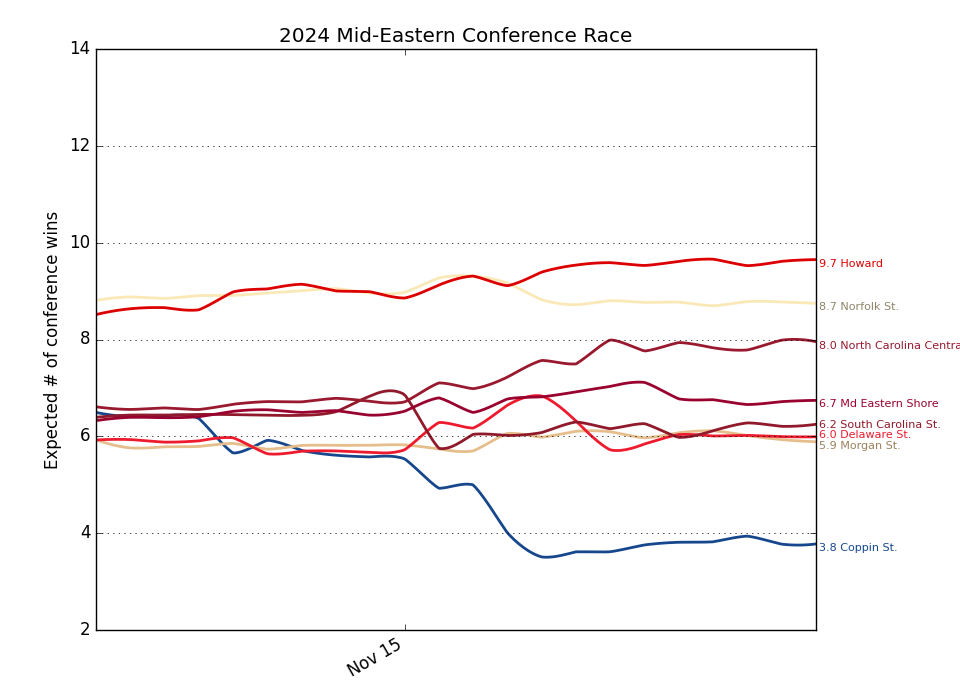 2024 Mid-Eastern Conference Race
Expected # of conference wins
14
12
10
8
6
4
2
Nov 15
9.7 Howard
8.7 Norfolk St.
8.0 North Carolina Centra
6.7 Md Eastern Shore
6.2 South Carolina St.
6.0 Delaware St.
5.9 Morgan St.
3.8 Coppin St.